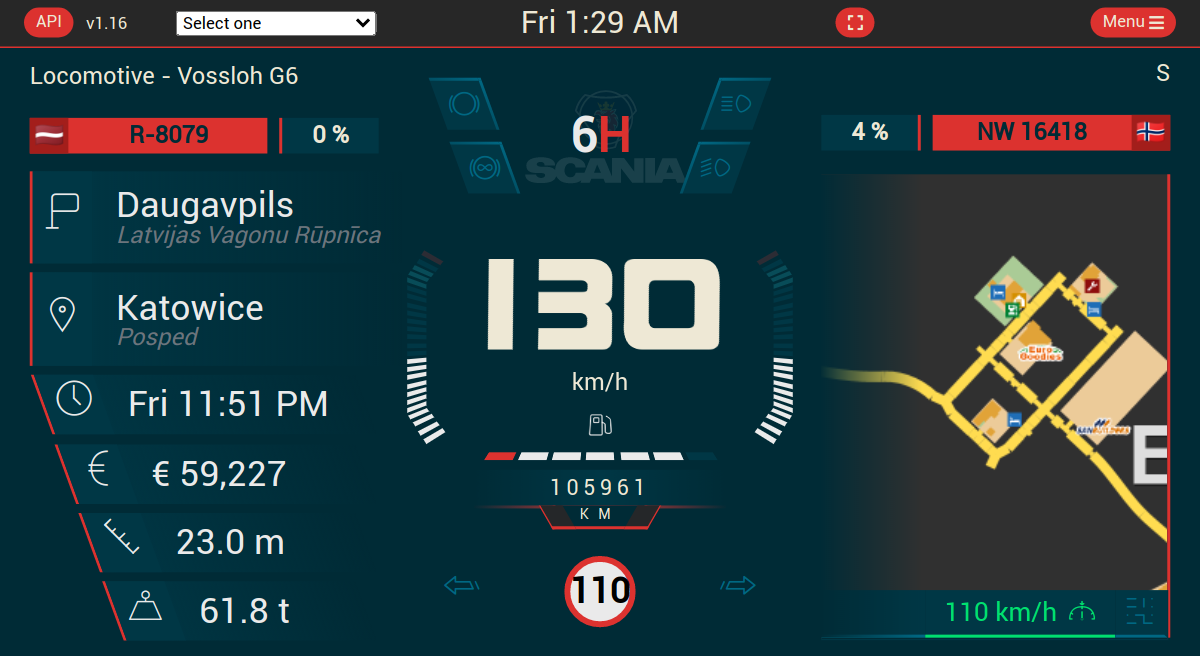 API v1.16 Select one Fri 1:29 AM Menu
Locomotive - Vossloh G6
S
R-8079 0 %
6H
4 % NW 16418
SCANIA
Daugavpils
Latvijas Vagonu Rūpnīca
Katowice
Posped
130
km/h
Fri 11:51 PM
€ 59,227
105961
KM
23.0 m
110
61.8 t
Euro
Goodies
E
110 km/h